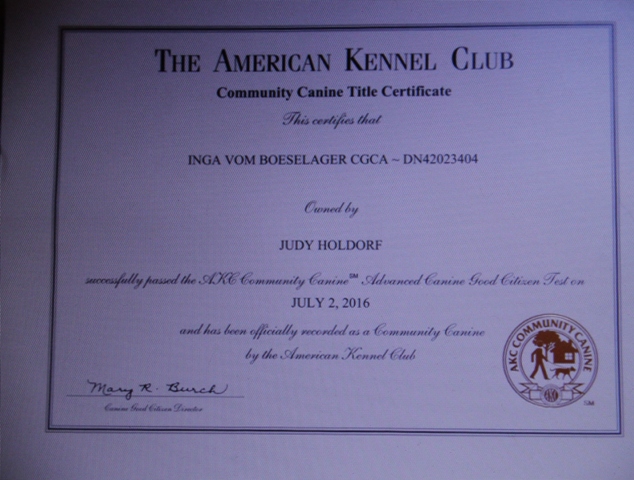 THE AMERICAN KENNEL CLUB
Community Canine Title Certificate
This certifies that
INGA VOM BOESELAGER CGCA ~ DN42023404
Owned by
JUDY HOLDORF
successfully passed the AKC Community Canine℠ Advanced Canine Good Citizen Test on
JULY 2, 2016
and has been officially recorded as a Community Canine
by the American Kennel Club
AKC COMMUNITY CANINE
SM
Mary R. Burch
Canine Good Citizen Director